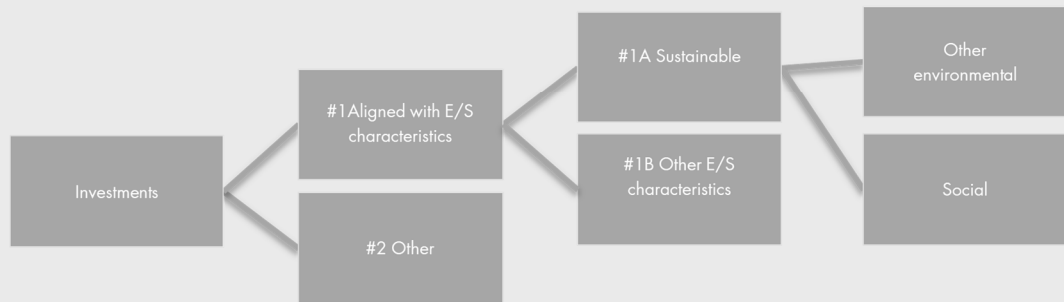 Investments
#1Aligned with E/S
characteristics
#2 Other
#1A Sustainable
#1B Other E/S
characteristics
Other
environmental
Social